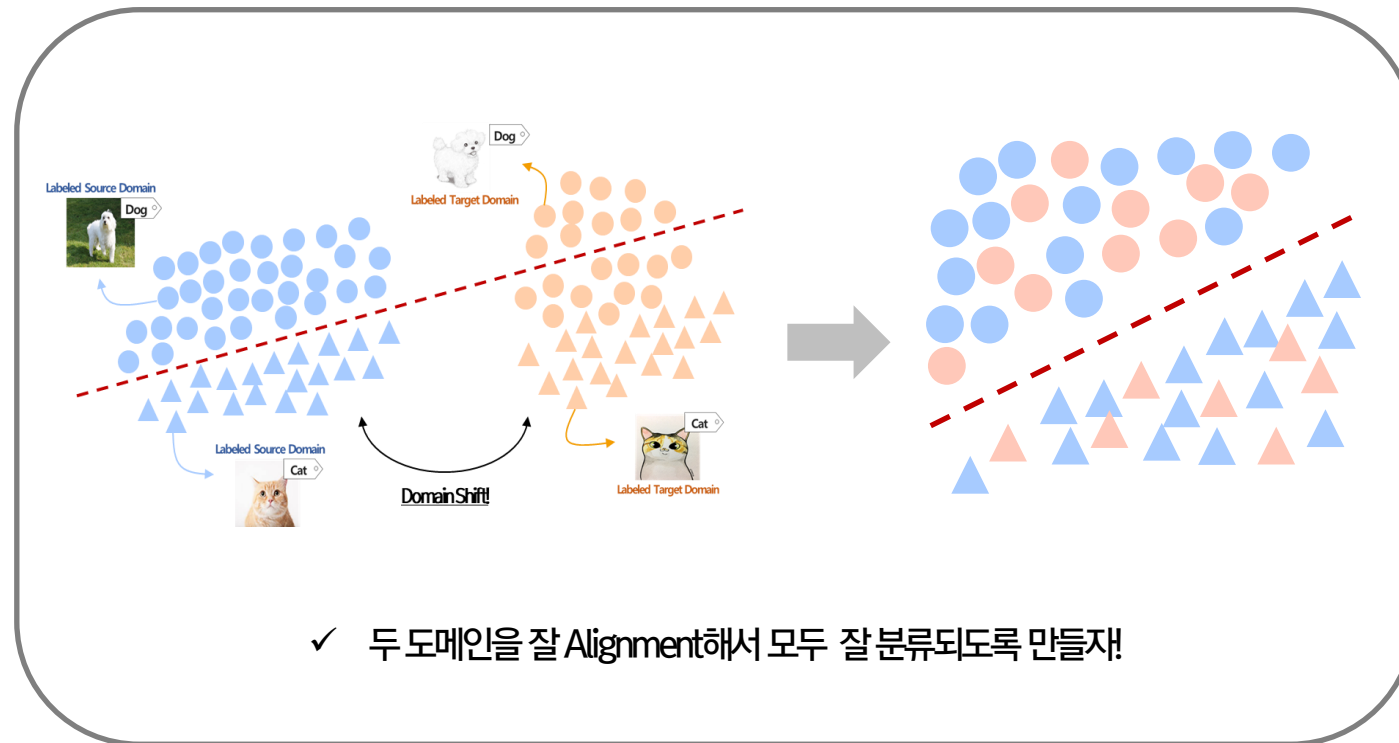 Dog
Labeled Target Domain
Labeled Source Domain
Dog
Labeled Source Domain
Cat
Cat
Labeled Target Domain
Domain Shift!
✓ 두 도메인을 잘 Alignment해서 모두 잘 분류되도록 만들자!